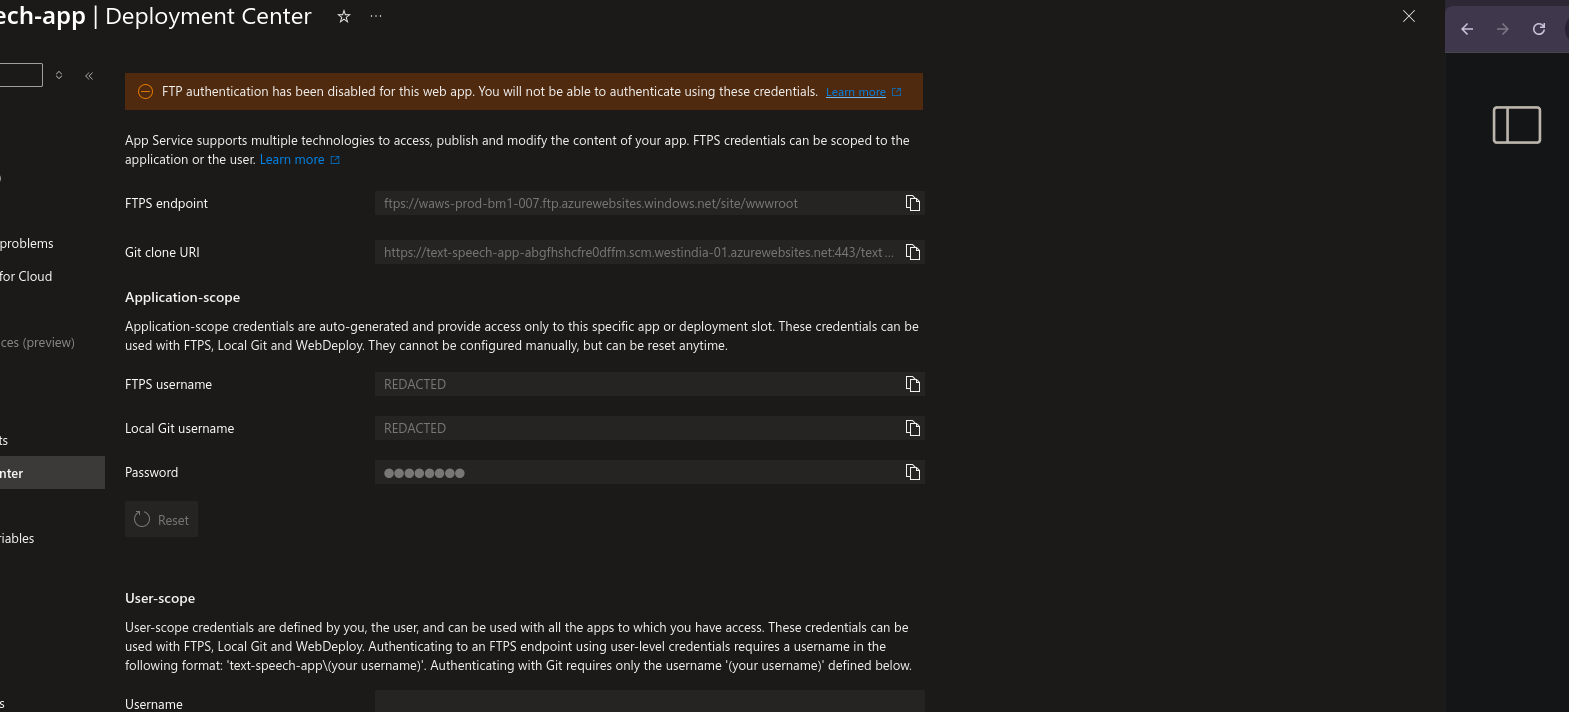 ech-app | Deployment Center
FTP authentication has been disabled for this web app. You will not be able to authenticate using these credentials. Learn more
App Service supports multiple technologies to access, publish and modify the content of your app. FTPS credentials can be scoped to the
application or the user. Learn more
FTPS endpoint
ftps://waws-prod-bm1-007.ftp.azurewebsites.windows.net/site/wwwroot
problems
Git clone URI
https://text-speech-app-abgfhshcfre0dffm.scm.westindia-01.azurewebsites.net:443/text...
for Cloud
Application-scope
Application-scope credentials are auto-generated and provide access only to this specific app or deployment slot. These credentials can be
used with FTPS, Local Git and WebDeploy. They cannot be configured manually, but can be reset anytime.
ces (preview)
FTPS username
REDACTED
Local Git username
REDACTED
ts
Password
●●●●●●●●
nter
Reset
riables
User-scope
User-scope credentials are defined by you, the user, and can be used with all the apps to which you have access. These credentials can be
used with FTPS, Local Git and WebDeploy. Authenticating to an FTPS endpoint using user-level credentials requires a username in the
following format: 'text-speech-app\(your username)'. Authenticating with Git requires only the username '(your username)' defined below.
s
Username